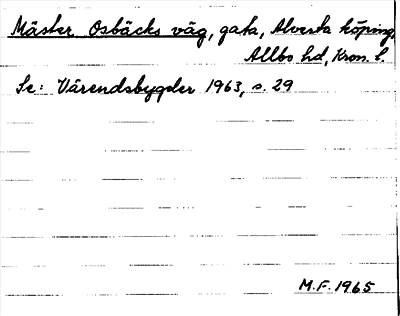 Mäster Osbäcks väg, gata, Alvesta köping,
Allbo hd, Kron. l.
Se: Värendsbygder 1963, s. 29
M.F. 1965